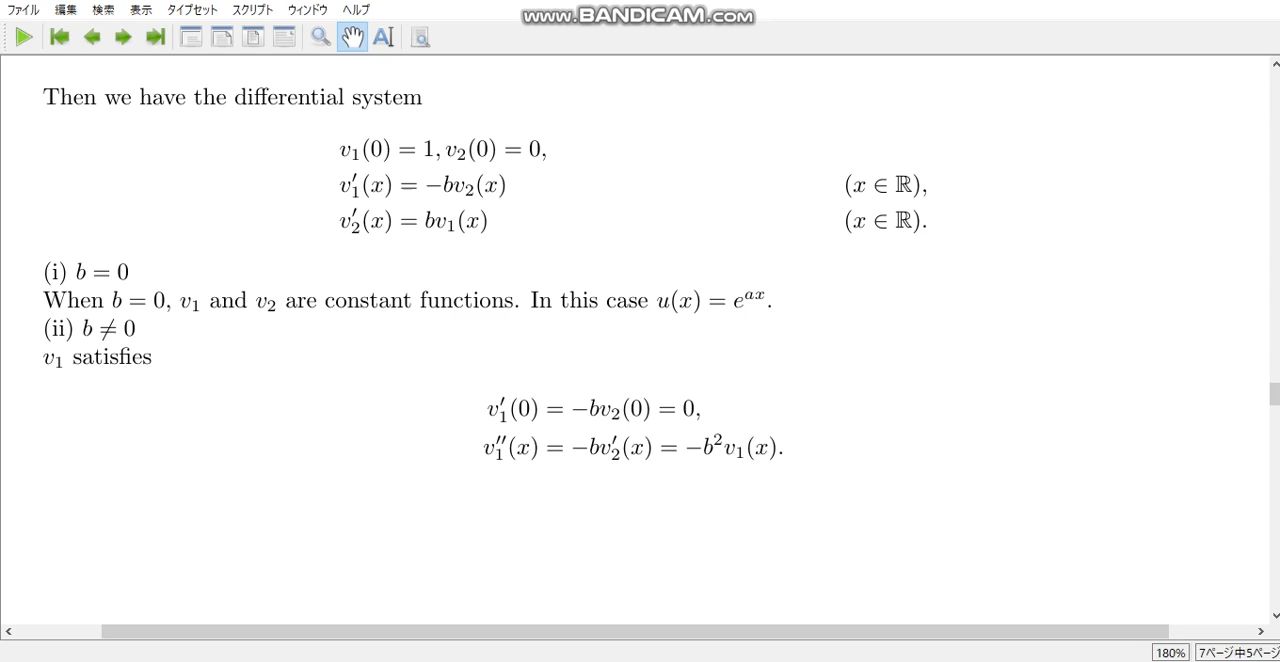 ファイル 編集 検索 表示 タイプセット スクリプト ウィンドウ ヘルプ
www.BANDICAM.com
Then we have the differential system
v₁(0) = 1, v₂(0) = 0,
v₁′(x) = −bv₂(x) (x ∈ ℝ),
v₂′(x) = bv₁(x) (x ∈ ℝ).
(i) b = 0
When b = 0, v₁ and v₂ are constant functions. In this case u(x) = eᵃˣ.
(ii) b ≠ 0
v₁ satisfies
v₁′(0) = −bv₂(0) = 0,
v₁′′(x) = −bv₂′(x) = −b²v₁(x).
180% 7ページ中5ページ